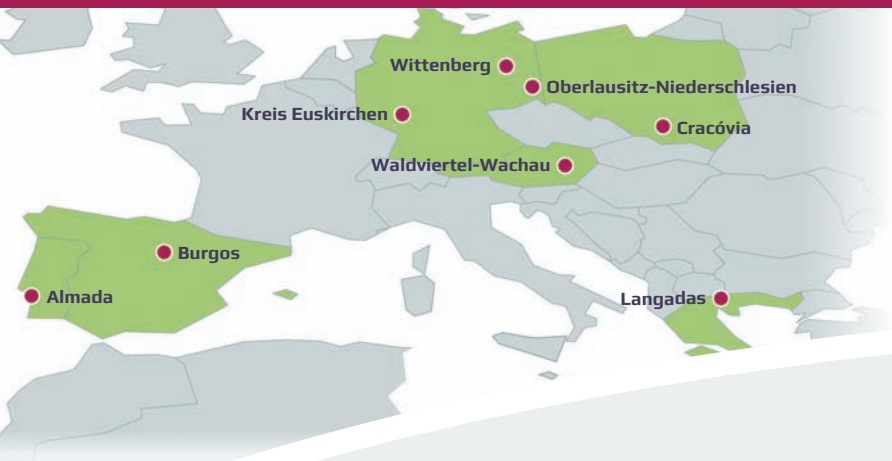 Wittenberg
Oberlausitz-Niederschlesien
Kreis Euskirchen
Cracóvia
Waldviertel-Wachau
Burgos
Almada
Langadas